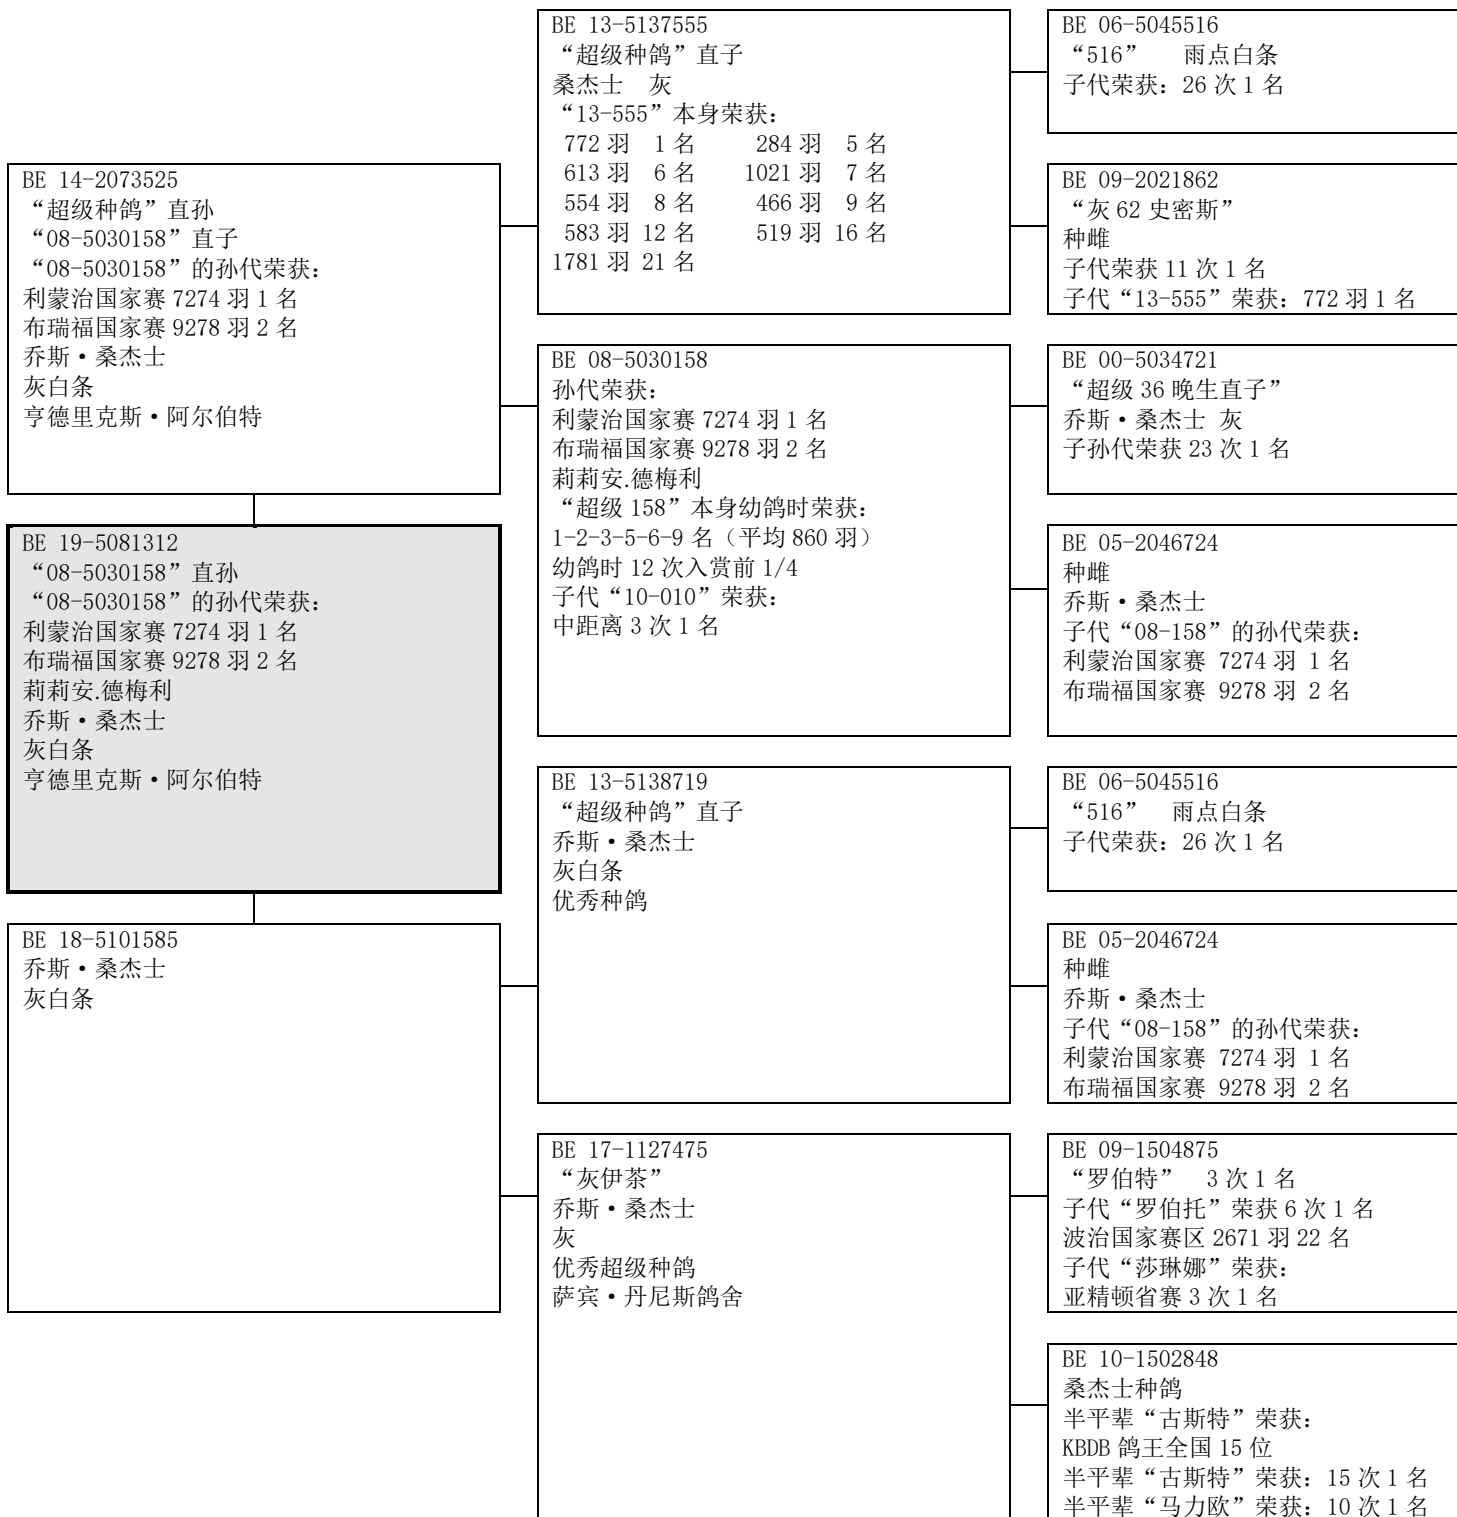 BE 14-2073525
“超级种鸽”直孙
“08-5030158”直子
“08-5030158”的孙代荣获：
利蒙治国家赛 7274 羽 1 名
布瑞福国家赛 9278 羽 2 名
乔斯·桑杰士
灰白条
亨德里克斯·阿尔伯特
BE 19-5081312
“08-5030158”直孙
“08-5030158”的孙代荣获：
利蒙治国家赛 7274 羽 1 名
布瑞福国家赛 9278 羽 2 名
莉莉安.德梅利
乔斯·桑杰士
灰白条
亨德里克斯·阿尔伯特
BE 18-5101585
乔斯·桑杰士
灰白条
BE 13-5137555
“超级种鸽”直子
桑杰士 灰
“13-555”本身荣获：
772 羽 1 名 284 羽 5 名
613 羽 6 名 1021 羽 7 名
554 羽 8 名 466 羽 9 名
583 羽 12 名 519 羽 16 名
1781 羽 21 名
BE 08-5030158
孙代荣获：
利蒙治国家赛 7274 羽 1 名
布瑞福国家赛 9278 羽 2 名
莉莉安.德梅利
“超级 158”本身幼鸽时荣获：
1-2-3-5-6-9 名（平均 860 羽）
幼鸽时 12 次入赏前 1/4
子代“10-010”荣获：
中距离 3 次 1 名
BE 13-5138719
“超级种鸽”直子
乔斯·桑杰士
灰白条
优秀种鸽
BE 17-1127475
“灰伊茶”
乔斯·桑杰士
灰
优秀超级种鸽
萨宾·丹尼斯鸽舍
BE 06-5045516
“516” 雨点白条
子代荣获：26 次 1 名
BE 09-2021862
“灰 62 史密斯”
种雌
子代荣获 11 次 1 名
子代“13-555”荣获：772 羽 1 名
BE 00-5034721
“超级 36 晚生直子”
乔斯·桑杰士 灰
子孙代荣获 23 次 1 名
BE 05-2046724
种雌
乔斯·桑杰士
子代“08-158”的孙代荣获：
利蒙治国家赛 7274 羽 1 名
布瑞福国家赛 9278 羽 2 名
BE 06-5045516
“516” 雨点白条
子代荣获：26 次 1 名
BE 05-2046724
种雌
乔斯·桑杰士
子代“08-158”的孙代荣获：
利蒙治国家赛 7274 羽 1 名
布瑞福国家赛 9278 羽 2 名
BE 09-1504875
“罗伯特” 3 次 1 名
子代“罗伯托”荣获 6 次 1 名
波治国家赛区 2671 羽 22 名
子代“莎琳娜”荣获：
亚精顿省赛 3 次 1 名
BE 10-1502848
桑杰士种鸽
半平辈“古斯特”荣获：
KBDB 鸽王全国 15 位
半平辈“古斯特”荣获：15 次 1 名
半平辈“马力欧”荣获：10 次 1 名